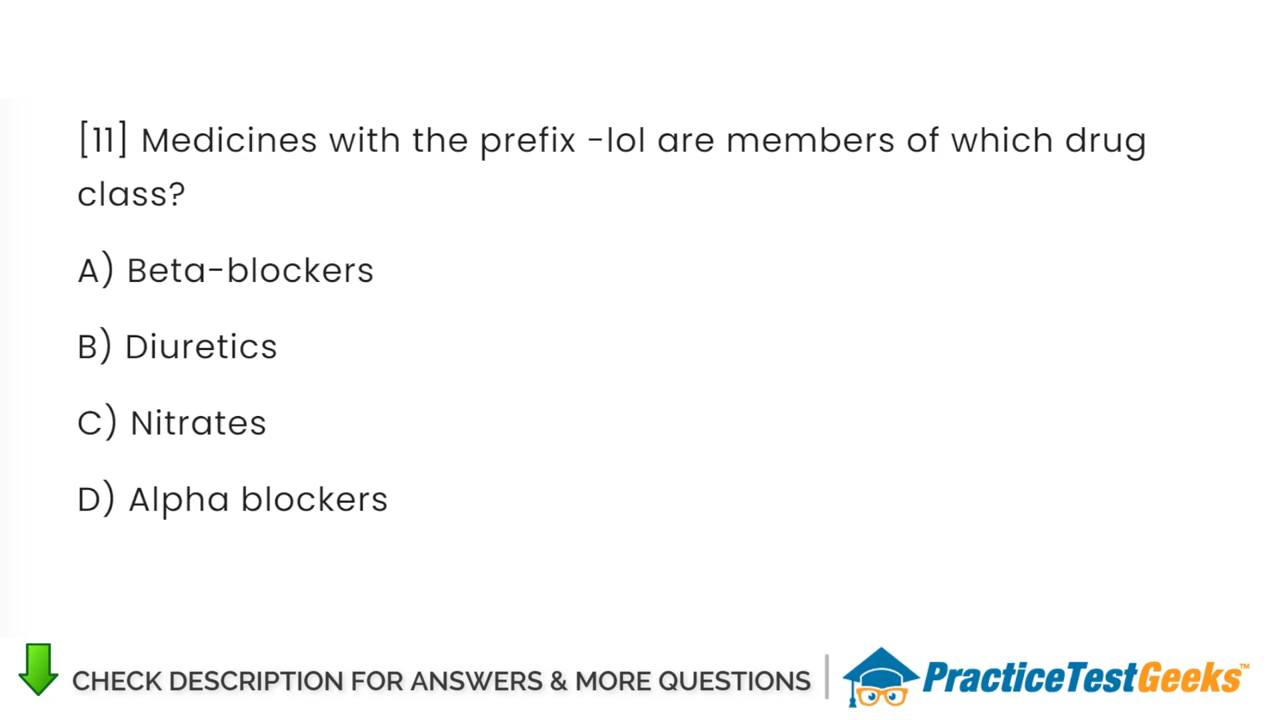 [11] Medicines with the prefix -lol are members of which drug
class?
A) Beta-blockers
B) Diuretics
C) Nitrates
D) Alpha blockers
CHECK DESCRIPTION FOR ANSWERS & MORE QUESTIONS
PracticeTestGeeks™